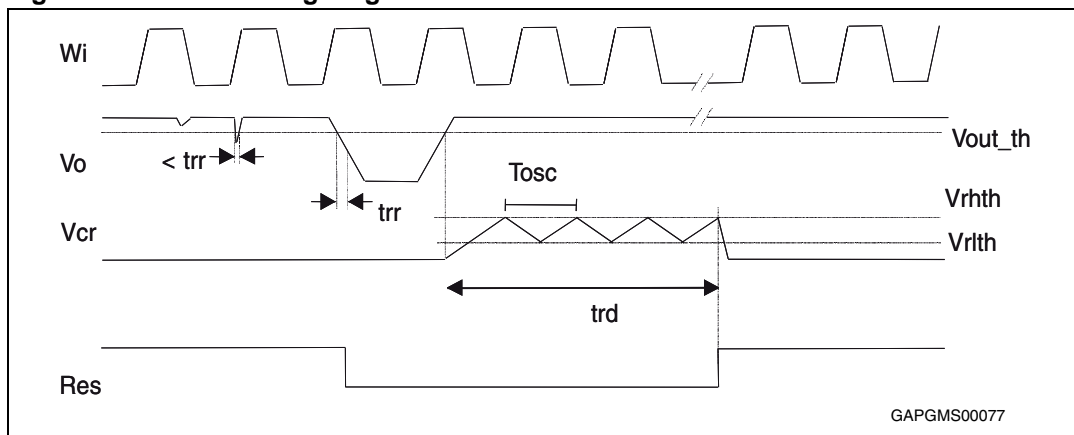 Wi
Vout_th
< trr
Vo
Tosc
trr
Vrhth
Vcr
Vrlth
trd
Res
GAPGMS00077